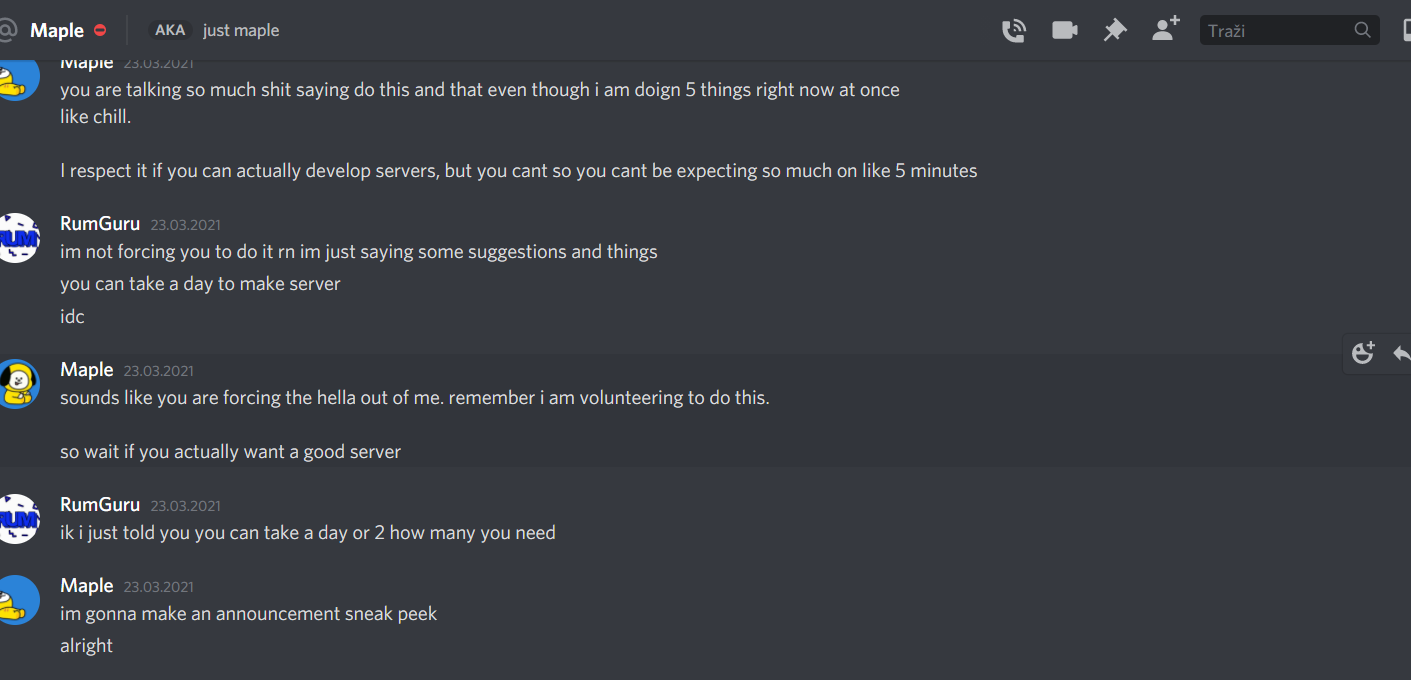 Maple
AKA just maple
Traži
Maple 23.03.2021
you are talking so much shit saying do this and that even though i am doign 5 things right now at once
like chill.
I respect it if you can actually develop servers, but you cant so you cant be expecting so much on like 5 minutes
RUM
RumGuru 23.03.2021
im not forcing you to do it rn im just saying some suggestions and things
you can take a day to make server
idc
Maple 23.03.2021
sounds like you are forcing the hella out of me. remember i am volunteering to do this.
so wait if you actually want a good server
RUM
RumGuru 23.03.2021
ik i just told you you can take a day or 2 how many you need
Maple 23.03.2021
im gonna make an announcement sneak peek
alright